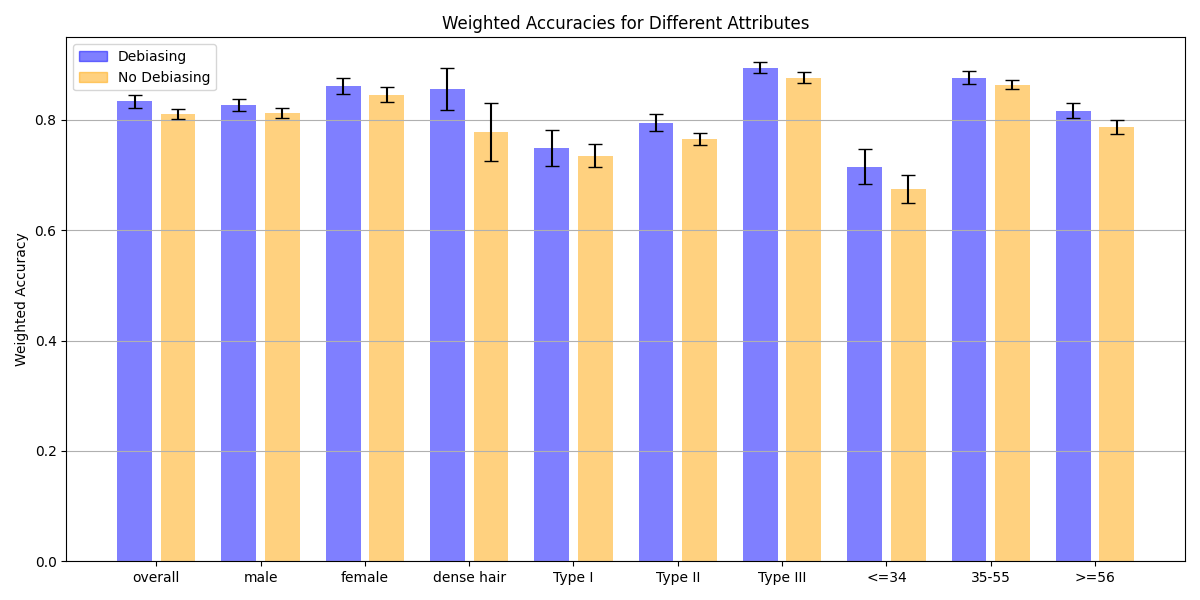 Weighted Accuracies for Different Attributes
Debiasing
No Debiasing
Weighted Accuracy
0.8
0.6
0.4
0.2
0.0
overall male female dense hair Type I Type II Type III <=34 35-55 >=56